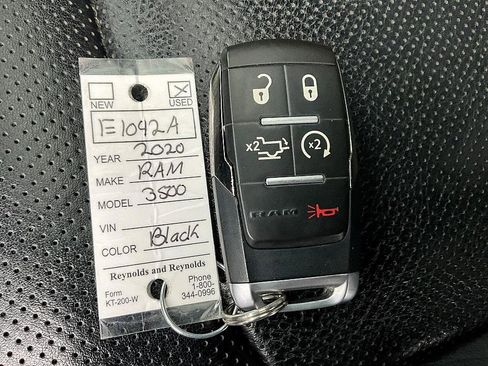 NEW
USED
E1042A
YEAR 2020
MAKE RAM
MODEL 3500
VIN
COLOR Black
Reynolds and Reynolds
Form
KT-200-W
Phone
1-800-
344-0996
x2
x2
RAM